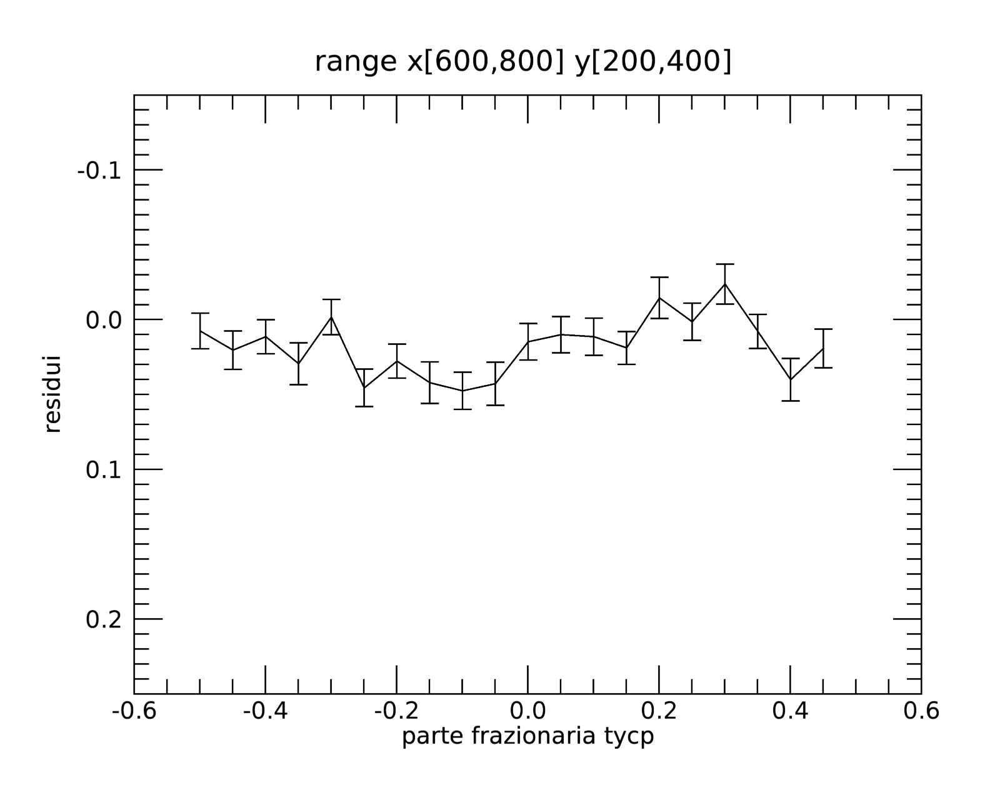 range x[600,800] y[200,400]
-0.1
0.0
0.1
0.2
residui
-0.6 -0.4 -0.2 0.0 0.2 0.4 0.6
parte frazionaria tycp